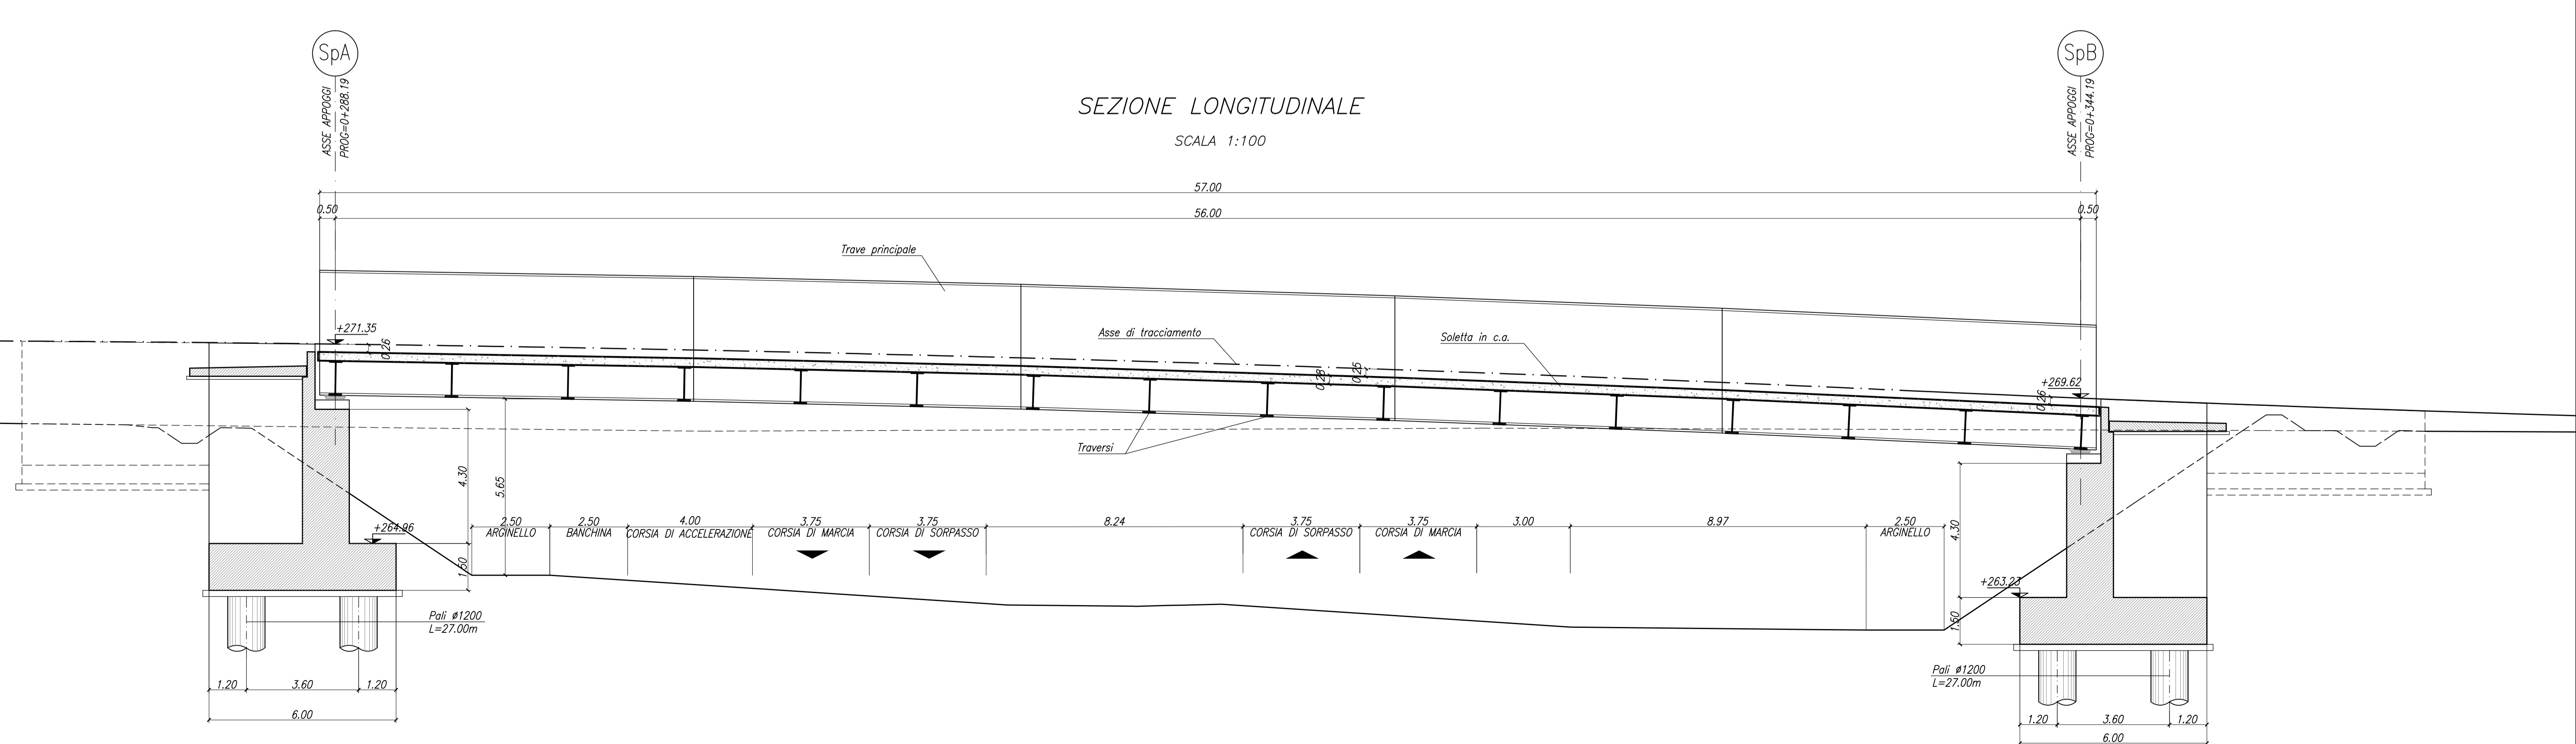 SpA
SpB
ASSE APPOGGI
PROG=0+288.19
ASSE APPOGGI
PROG=0+344.19
SEZIONE LONGITUDINALE
SCALA 1:100
57.00
0.50
56.00
0.50
Trave principale
+271.35
0.26
Asse di tracciamento
Soletta in c.a.
0.28
0.26
+269.62
0.26
Traversi
4.30
5.65
+264.96
1.50
2.50
ARGINELLO
2.50
BANCHINA
4.00
CORSIA DI ACCELERAZIONE
3.75
CORSIA DI MARCIA
3.75
CORSIA DI SORPASSO
8.24
3.75
CORSIA DI SORPASSO
3.75
CORSIA DI MARCIA
3.00
8.97
2.50
ARGINELLO
4.30
+263.23
1.50
Pali ø1200
L=27.00m
Pali ø1200
L=27.00m
1.20
3.60
1.20
6.00
1.20
3.60
1.20
6.00